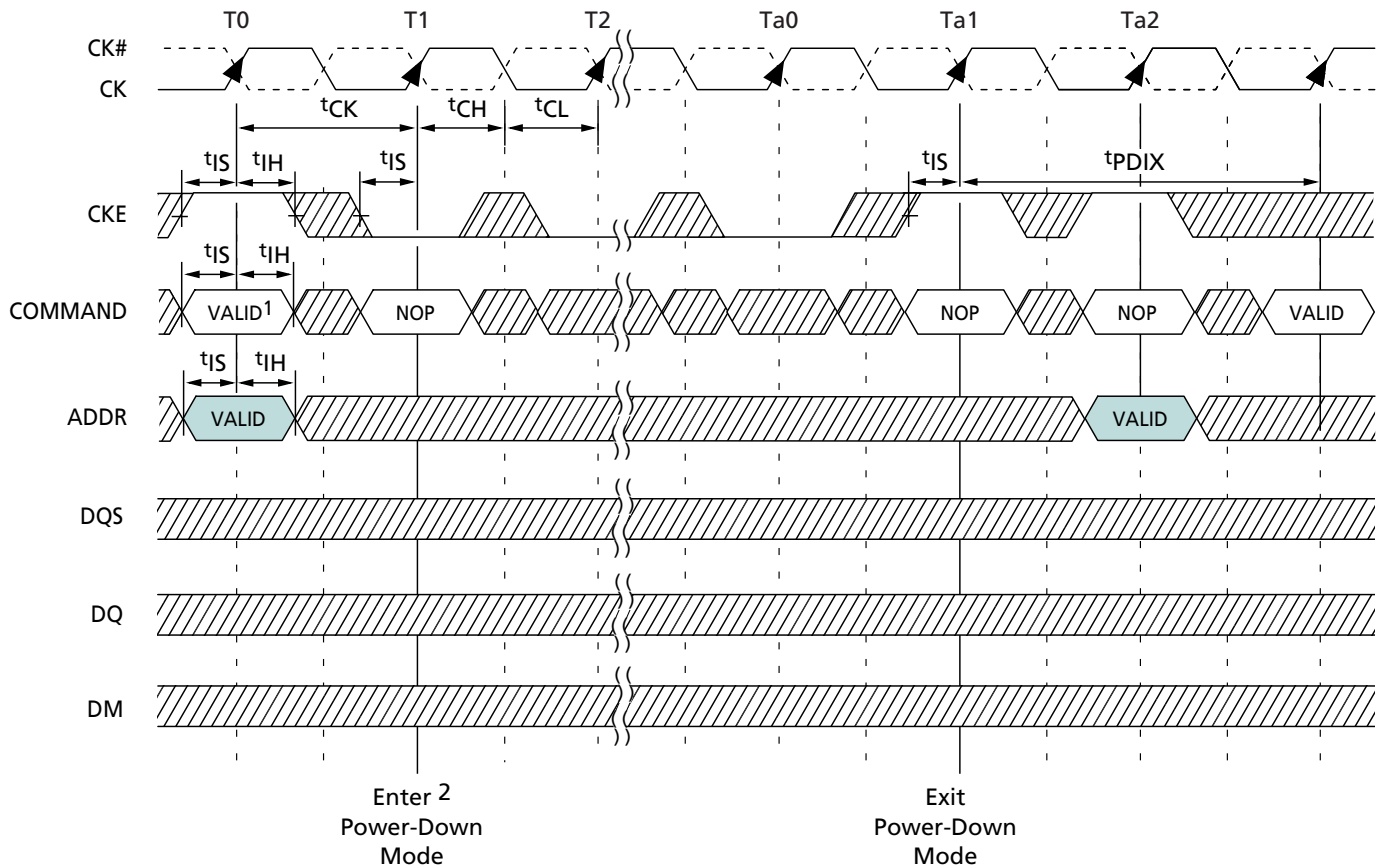 T0 T1 T2 Ta0 Ta1 Ta2
CK#
CK
tCK tCH tCL
tIS tIH tIS tIS tPDIX
CKE
tIS tIH
COMMAND VALID1 NOP NOP NOP VALID
tIS tIH
ADDR VALID VALID
DQS
DQ
DM
Enter 2 Exit
Power-Down Power-Down
Mode Mode